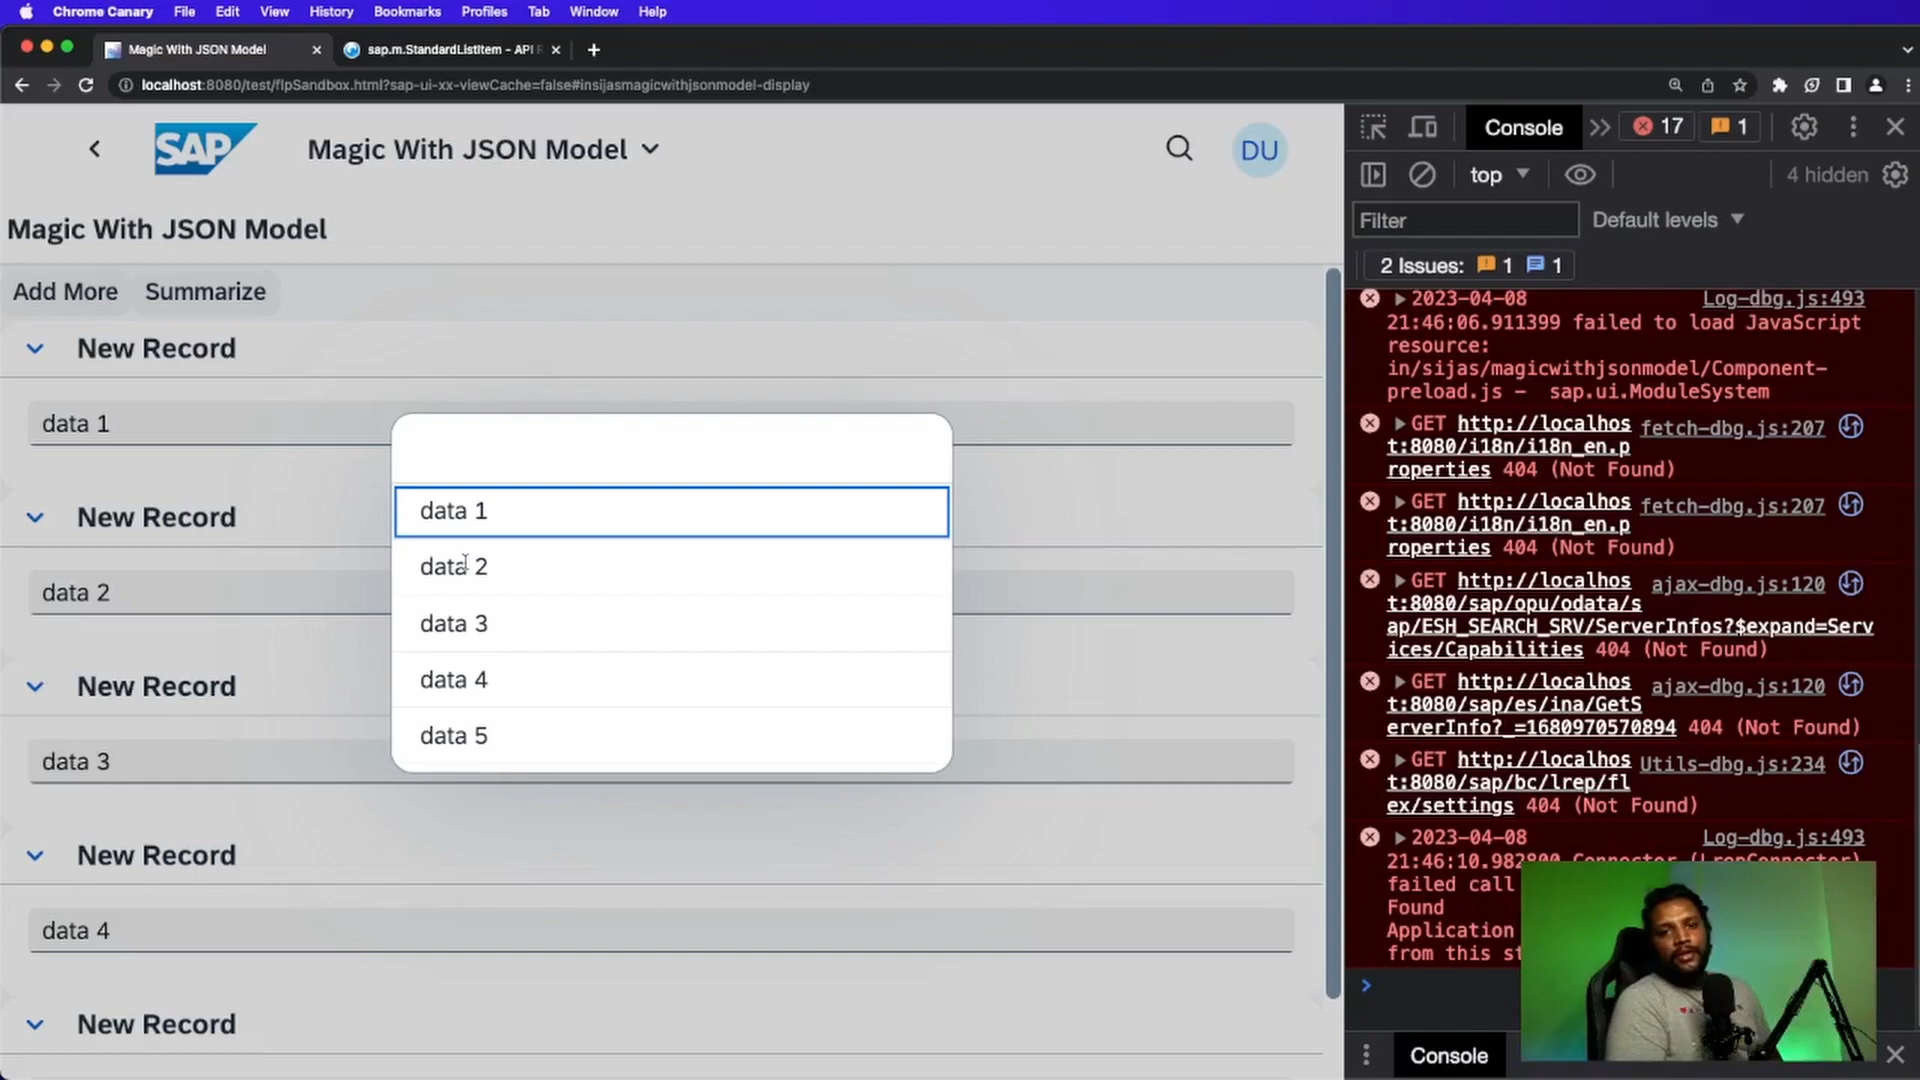 Chrome Canary File Edit View History Bookmarks Profiles Tab Window Help
Magic With JSON Model
sap.m.StandardListItem - API R
localhost:8080/test/flpSandbox.html?sap-ui-xx-viewCache=false#insijasmagicwithjsonmodel-display
SAP
Magic With JSON Model
DU
Magic With JSON Model
Add More
Summarize
New Record
data 1
New Record
data 2
New Record
data 3
New Record
data 4
New Record
data 1
data 2
data 3
data 4
data 5
Console
17
1
top
4 hidden
Filter
Default levels
2 Issues: 1 1
2023-04-08 Log-dbg.js:493
21:46:06.911399 failed to load JavaScript
resource:
in/sijas/magicwithjsonmodel/Component-
preload.js - sap.ui.ModuleSystem
GET http://localhos fetch-dbg.js:207
t:8080/i18n/i18n_en.p
roperties 404 (Not Found)
GET http://localhos fetch-dbg.js:207
t:8080/i18n/i18n_en.p
roperties 404 (Not Found)
GET http://localhos ajax-dbg.js:120
t:8080/sap/opu/odata/s
ap/ESH_SEARCH_SRV/ServerInfos?$expand=Serv
ices/Capabilities 404 (Not Found)
GET http://localhos ajax-dbg.js:120
t:8080/sap/es/ina/GetS
erverInfo?_=1680970570894 404 (Not Found)
GET http://localhos Utils-dbg.js:234
t:8080/sap/bc/lrep/fl
ex/settings 404 (Not Found)
2023-04-08 Log-dbg.js:493
21:46:10.982800 Connector (LrepConnector)
failed call
Found
Application
from this st
Console